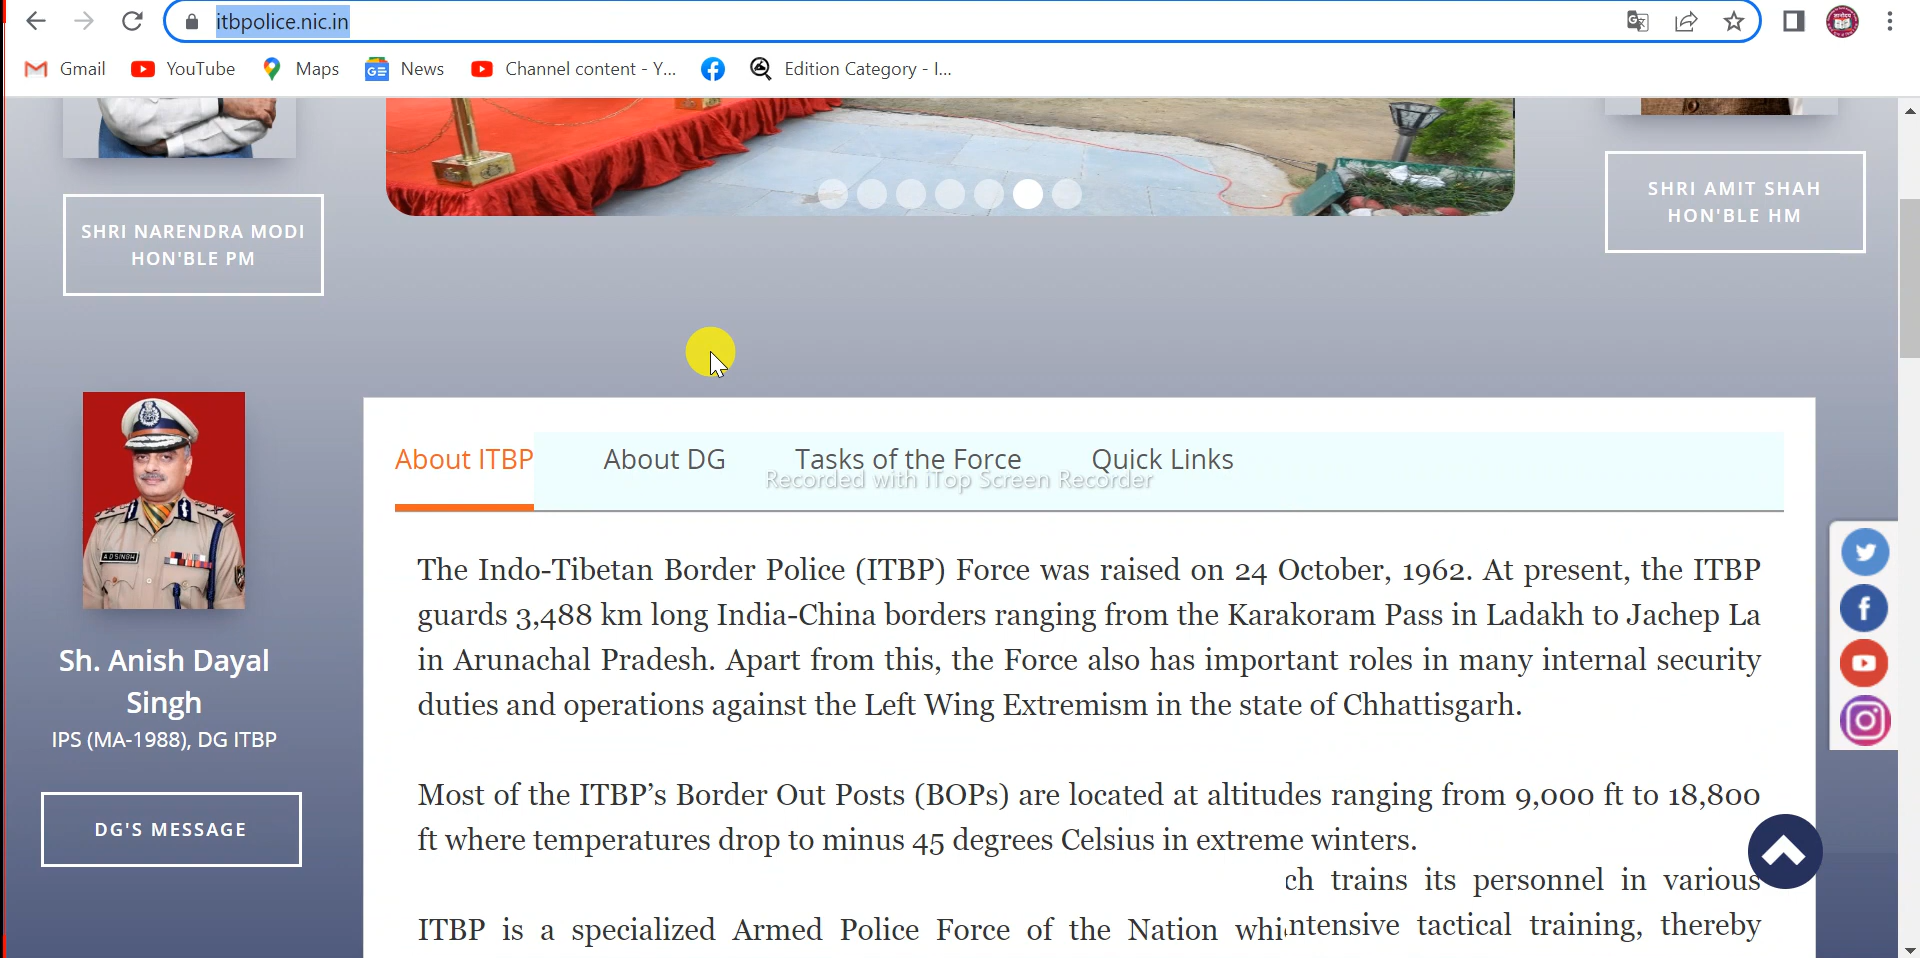 itbpolice.nic.in
Gmail YouTube Maps News Channel content - Y... Edition Category - I...
SHRI NARENDRA MODI
HON'BLE PM
SHRI AMIT SHAH
HON'BLE HM
About ITBP About DG Tasks of the Force Quick Links
Recorded with iTop Screen Recorder
A D SINGH
Sh. Anish Dayal
Singh
IPS (MA-1988), DG ITBP
DG'S MESSAGE
The Indo-Tibetan Border Police (ITBP) Force was raised on 24 October, 1962. At present, the ITBP
guards 3,488 km long India-China borders ranging from the Karakoram Pass in Ladakh to Jachep La
in Arunachal Pradesh. Apart from this, the Force also has important roles in many internal security
duties and operations against the Left Wing Extremism in the state of Chhattisgarh.
Most of the ITBP’s Border Out Posts (BOPs) are located at altitudes ranging from 9,000 ft to 18,800
ft where temperatures drop to minus 45 degrees Celsius in extreme winters.
ch trains its personnel in various
ITBP is a specialized Armed Police Force of the Nation whi
ntensive tactical training, thereby